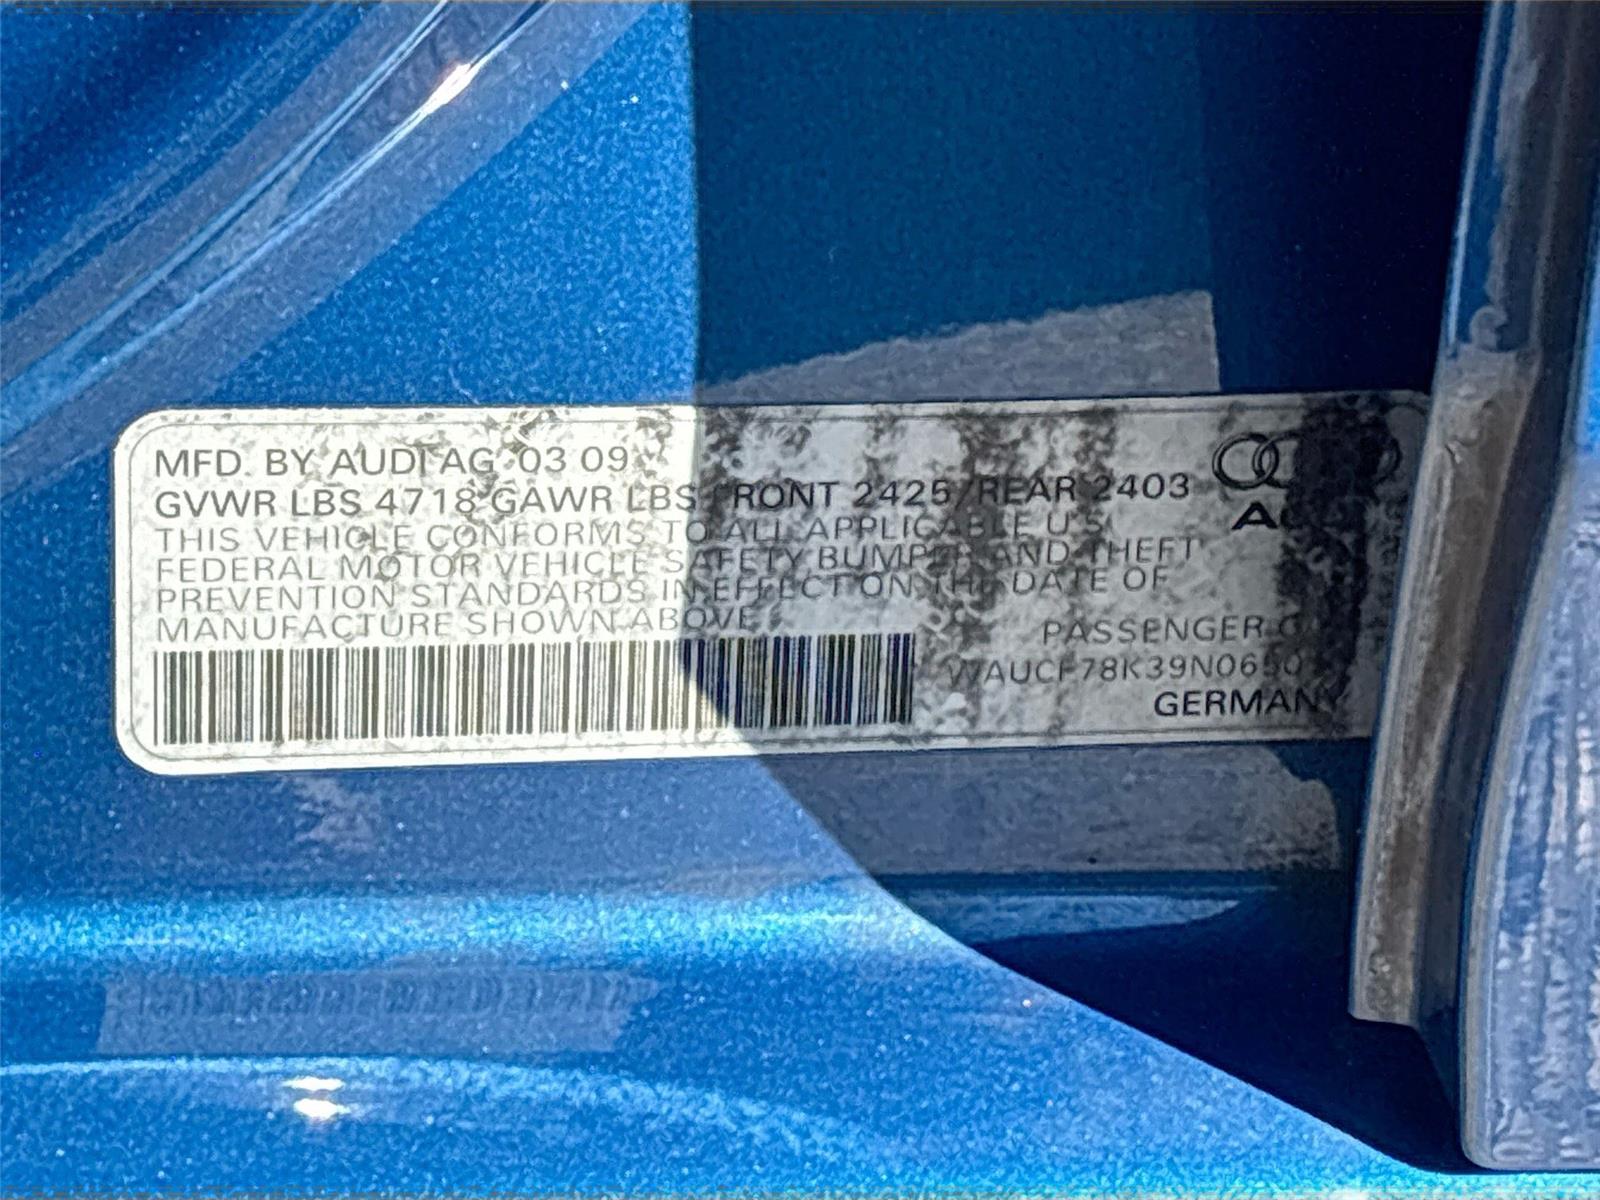 MFD. BY AUDI AG 03 09
GVWR LBS 4718 GAWR LBS FRONT 2425/REAR 2403
THIS VEHICLE CONFORMS TO ALL APPLICABLE U.S.
FEDERAL MOTOR VEHICLE SAFETY BUMPER AND THEFT
PREVENTION STANDARDS IN EFFECT ON THE DATE OF
MANUFACTURE SHOWN ABOVE.
PASSENGER
GERMANY